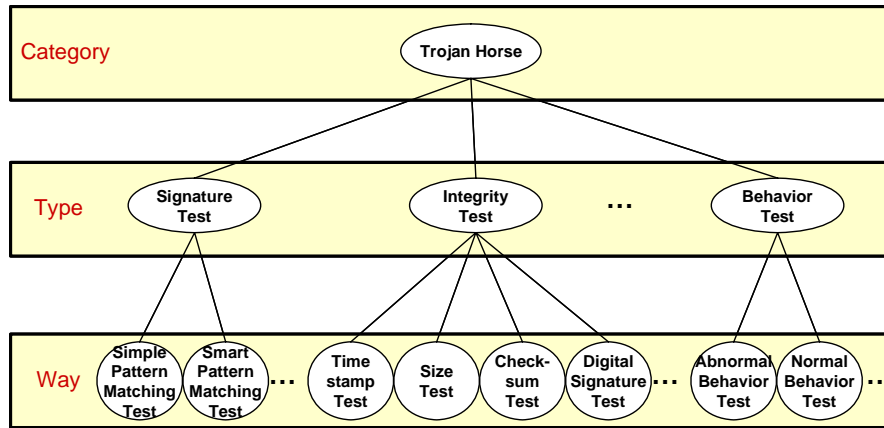 Category
Trojan Horse
Type
Signature
Test
Integrity
Test
...
Behavior
Test
Way
Simple
Pattern
Matching
Test
Smart
Pattern
Matching
Test
...
Time
stamp
Test
Size
Test
Check-
sum
Test
Digital
Signature
Test
...
Abnormal
Behavior
Test
Normal
Behavior
Test
...